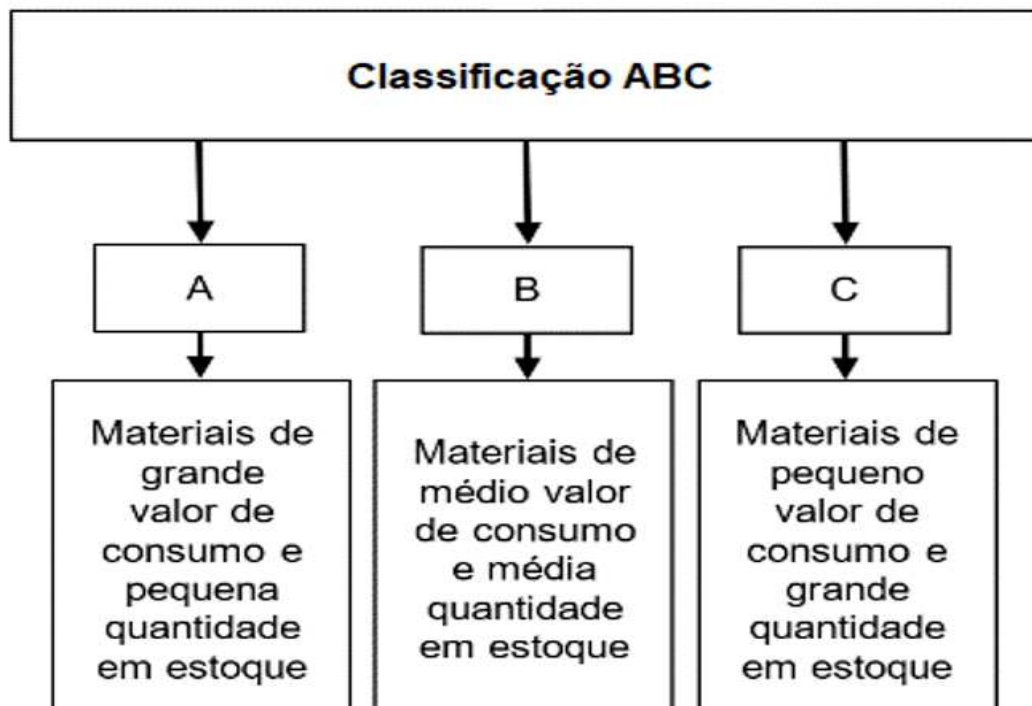 Classificação ABC
A
B
C
Materiais de
grande
valor de
consumo e
pequena
quantidade
em estoque
Materiais de
médio valor
de consumo
e média
quantidade
em estoque
Materiais de
pequeno
valor de
consumo e
grande
quantidade
em estoque